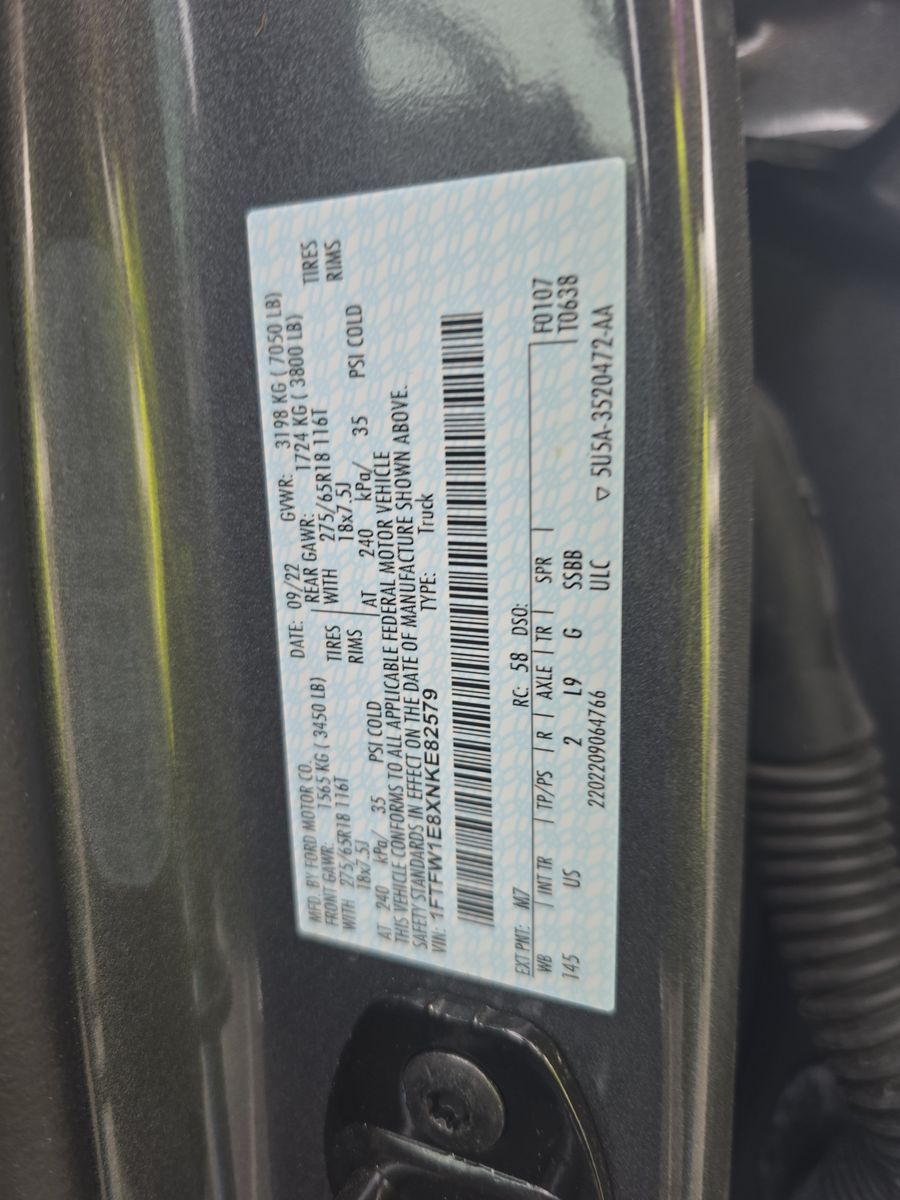 MFD. BY FORD MOTOR CO. DATE: 09/22 GVWR: 3198 KG ( 7050 LB)
FRONT GAWR: 1565 KG ( 3450 LB) REAR GAWR: 1724 KG ( 3800 LB)
WITH 275/65R18 116T TIRES WITH 275/65R18 116T TIRES
18x7.5J RIMS 18x7.5J RIMS
AT 240 kPa/ 35 PSI COLD AT 240 kPa/ 35 PSI COLD
THIS VEHICLE CONFORMS TO ALL APPLICABLE FEDERAL MOTOR VEHICLE
SAFETY STANDARDS IN EFFECT ON THE DATE OF MANUFACTURE SHOWN ABOVE.
VIN: 1FTFW1E8XNKE82579 TYPE: Truck
EXT PNT: M7 RC: 58 DSO: F0107
WB INT TR TP/PS R AXLE TR SPR T0638
145 US 2 L9 G SSBB
2202209064766 ULC ▽ 5U5A-3520472-AA